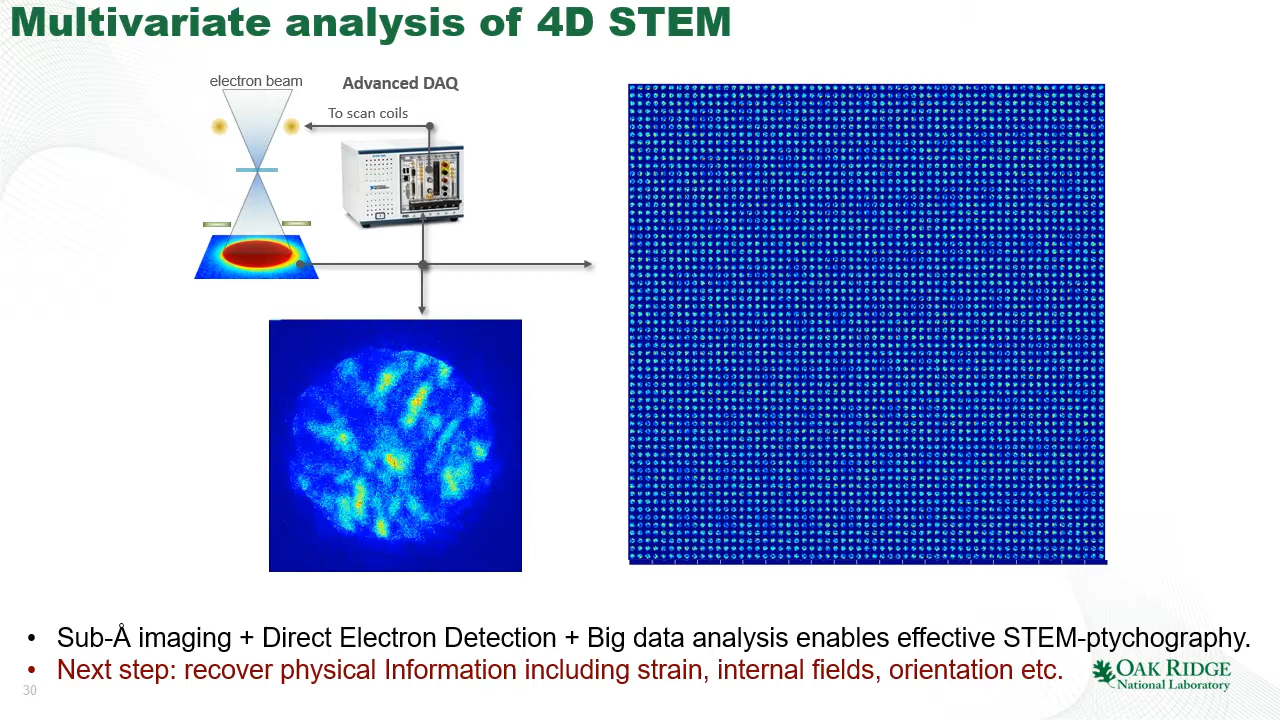 Multivariate analysis of 4D STEM
electron beam
Advanced DAQ
To scan coils
• Sub-Å imaging + Direct Electron Detection + Big data analysis enables effective STEM-ptychography.
• Next step: recover physical Information including strain, internal fields, orientation etc.
30
OAK RIDGE
National Laboratory